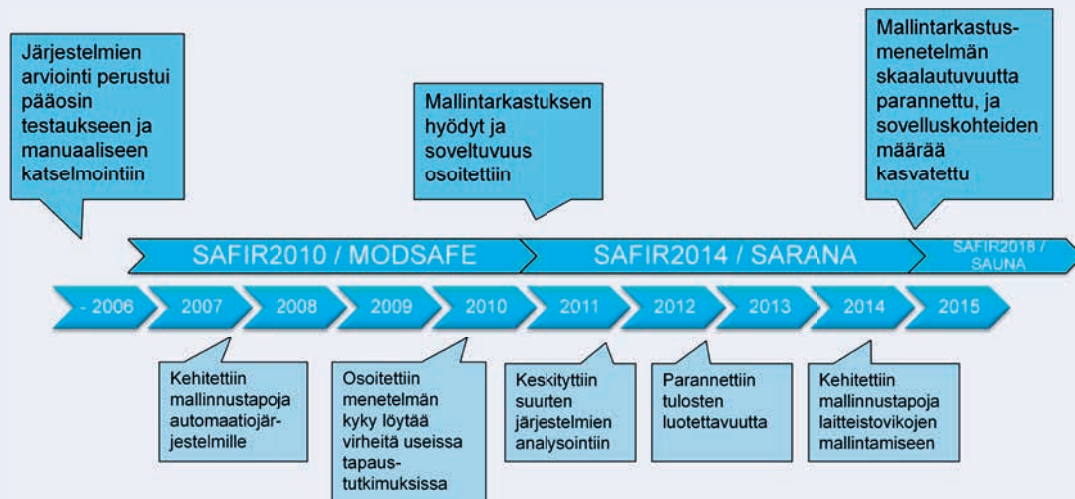 Järjestelmien
arviointi perustui
pääosin
testaukseen ja
manuaaliseen
katselmointiin
Mallintarkastuksen
hyödyt ja
soveltuvuus
osoitettiin
Mallintarkastus-
menetelmän
skaalautuvuutta
parannettu, ja
sovelluskohteiden
määrää
kasvatettu
SAFIR2010 / MODSAFE
SAFIR2014 / SARANA
SAFIR2018 /
SAUNA
- 2006
2007
2008
2009
2010
2011
2012
2013
2014
2015
Kehitettiin
mallinnustapoja
automaatiojär-
jestelmille
Osoitettiin
menetelmän
kyky löytää
virheitä useissa
tapaus-
tutkimuksissa
Keskityttiin
suurten
järjestelmien
analysointiin
Parannettiin
tulosten
luotettavuutta
Kehitettiin
mallinnustapoja
laitteistovikojen
mallintamiseen